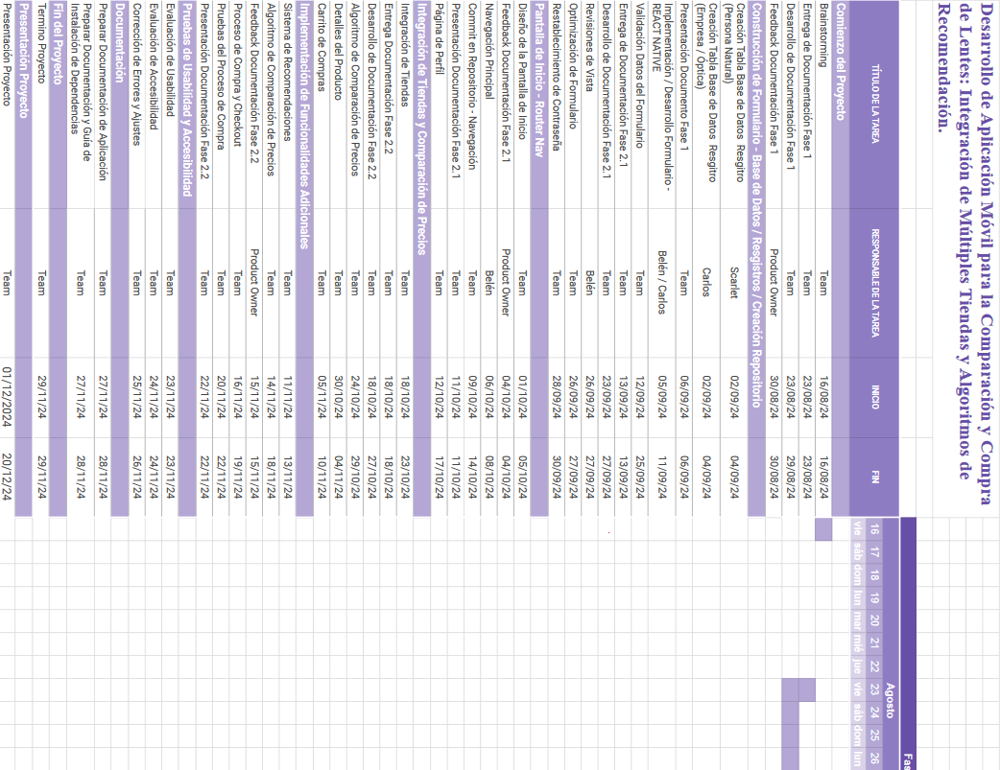 Desarrollo de Aplicación Móvil para la Comparación y Compra
de Lentes: Integración de Múltiples Tiendas y Algoritmos de
Recomendación.
Fas
TÍTULO DE LA TAREA RESPONSABLE DE LA TAREA INICIO FIN Agosto
16 17 18 19 20 21 22 23 24 25 26
vie sáb dom lun mar mié jue vie sáb dom lun
Comienzo del Proyecto
Brainstorming Team 16/08/24 16/08/24
Entrega Documentación Fase 1 Team 23/08/24 23/08/24
Desarrollo de Documentación Fase 1 Team 23/08/24 29/08/24
Feedback Documentación Fase 1 Product Owner 30/08/24 30/08/24
Construcción de Formulario - Base de Datos / Resgistros / Creación Repositorio
Creación Tabla Base de Datos Resgitro
(Persona Natural) Scarlet 02/09/24 04/09/24
Creación Tabla Base de Datos Resgitro
(Empresa / Óptica) Carlos 02/09/24 04/09/24
Presentación Documento Fase 1 Team 06/09/24 06/09/24
Implementación / Desarrollo Formulario -
REACT NATIVE Belén / Carlos 05/09/24 11/09/24
Validación Datos del Formulario Team 12/09/24 25/09/24
Entrega Documentación Fase 2.1 Team 13/09/24 13/09/24
Desarrollo de Documentación Fase 2.1 Team 23/09/24 27/09/24
Revisiones de Vista Belén 26/09/24 27/09/24
Optimización de Formulario Team 26/09/24 27/09/24
Restablecimiento de Contraseña Team 28/09/24 30/09/24
Pantalla de Inicio - Router Nav
Diseño de la Pantalla de Inicio Team 01/10/24 05/10/24
Feedback Documentación Fase 2.1 Product Owner 04/10/24 04/10/24
Navegación Principal Belén 06/10/24 08/10/24
Commit en Repositorio - Navegación Team 09/10/24 14/10/24
Presentación Documentación Fase 2.1 Team 11/10/24 11/10/24
Página de Perfil Team 12/10/24 17/10/24
Integración de Tiendas y Comparación de Precios
Integración de Tiendas Team 18/10/24 23/10/24
Entrega Documentación Fase 2.2 Team 18/10/24 18/10/24
Desarrollo de Documentación Fase 2.2 Team 18/10/24 27/10/24
Algoritmo de Comparación de Precios Team 24/10/24 29/10/24
Detalles del Producto Team 30/10/24 04/11/24
Carrito de Compras Team 05/11/24 10/11/24
Implementación de Funcionalidades Adicionales
Sistema de Recomendaciones Team 11/11/24 13/11/24
Algoritmo de Comparación de Precios Team 14/11/24 18/11/24
Feedback Documentación Fase 2.2 Product Owner 15/11/24 15/11/24
Proceso de Compra y Checkout Team 16/11/24 19/11/24
Pruebas del Proceso de Compra Team 20/11/24 22/11/24
Presentación Documentación Fase 2.2 Team 22/11/24 22/11/24
Pruebas de Usabilidad y Accesibilidad
Evaluación de Usabilidad Team 23/11/24 23/11/24
Evaluación de Accesibilidad Team 24/11/24 24/11/24
Corrección de Errores y Ajustes Team 25/11/24 26/11/24
Documentación
Preparar Documentación de Aplicación Team 27/11/24 28/11/24
Preparar Documentación y Guía de
Instalación de Dependencias Team 27/11/24 28/11/24
Fin del Proyecto
Termino Proyecto Team 29/11/24 29/11/24
Presentación Proyecto
Presentación Proyecto Team 01/12/2024 20/12/24